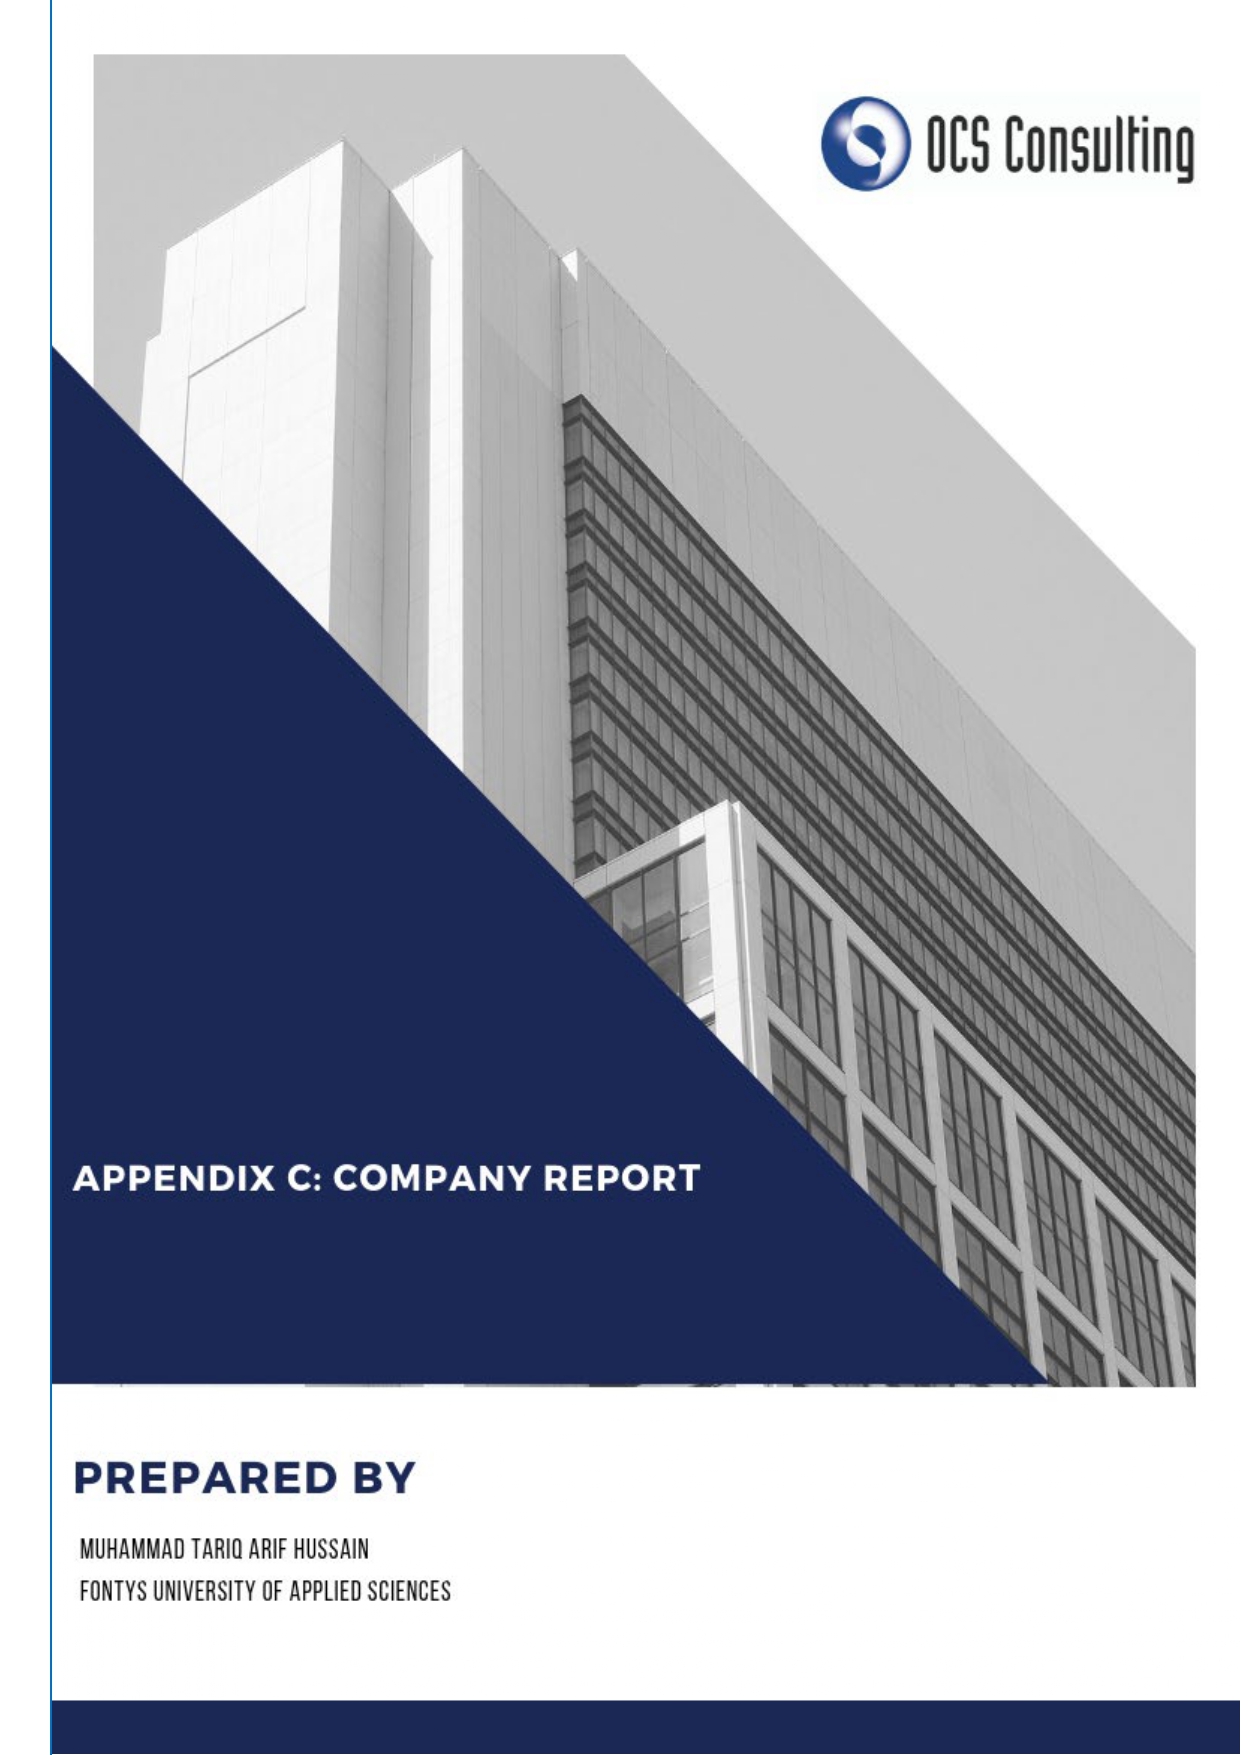 OCS Consulting
APPENDIX C: COMPANY REPORT
PREPARED BY
MUHAMMAD TARIQ ARIF HUSSAIN
FONTYS UNIVERSITY OF APPLIED SCIENCES